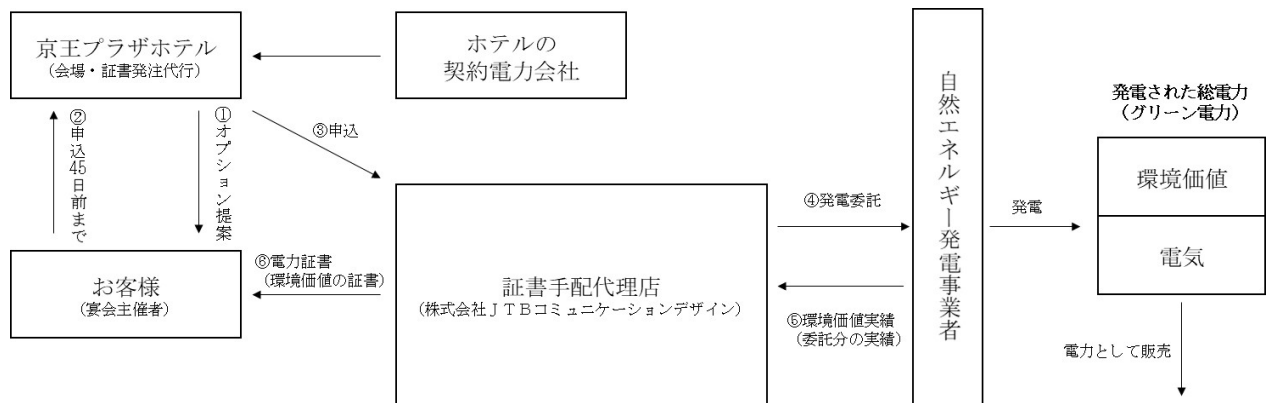 京王プラザホテル
（会場・証書発注代行）
ホテルの
契約電力会社
②申込45日前まで
①オプション提案
③申込
お客様
（宴会主催者）
⑥電力証書
（環境価値の証書）
証書手配代理店
（株式会社ＪＴＢコミュニケーションデザイン）
④発電委託
⑤環境価値実績
（委託分の実績）
自然エネルギー発電事業者
発電
発電された総電力
（グリーン電力）
環境価値
電気
電力として販売